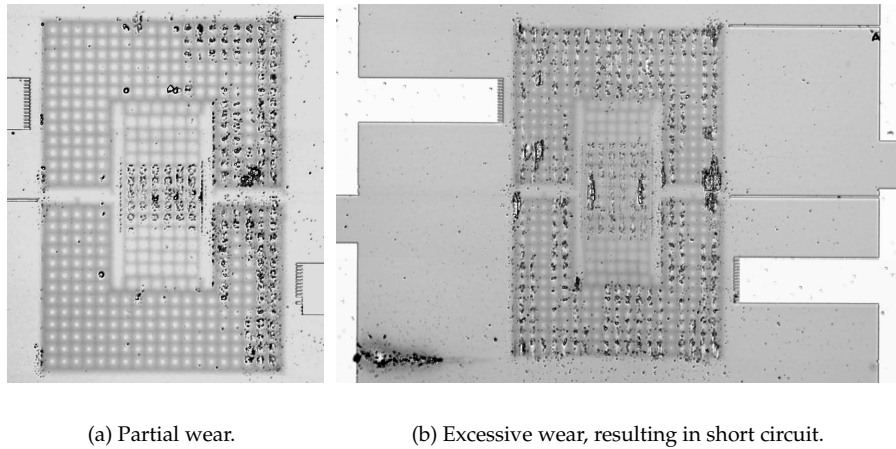 (a) Partial wear.
(b) Excessive wear, resulting in short circuit.